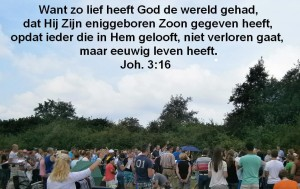 Want zo lief heeft God de wereld gehad,
dat Hij Zijn eniggeboren Zoon gegeven heeft,
opdat ieder die in Hem gelooft, niet verloren gaat,
maar eeuwig leven heeft.
Joh. 3:16